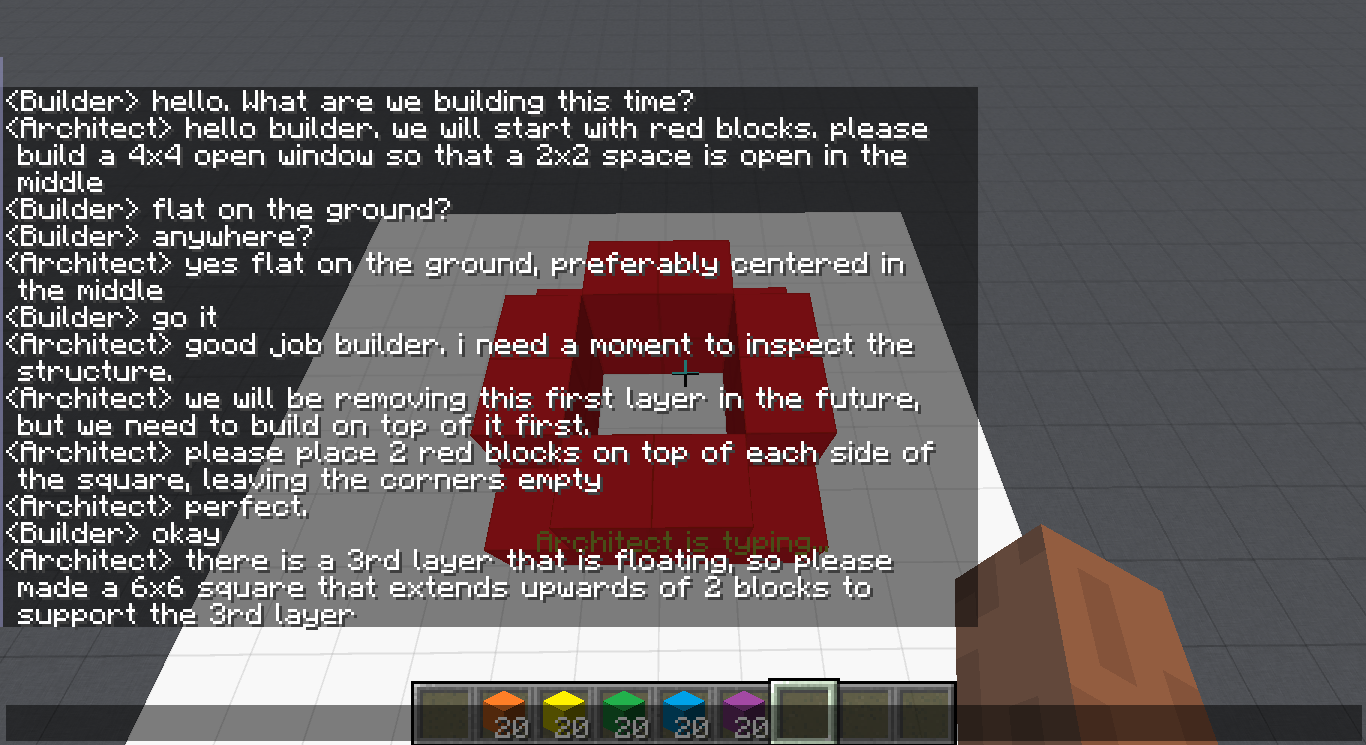 <Builder> hello. What are we building this time?
<Architect> hello builder. we will start with red blocks. please
build a 4x4 open window so that a 2x2 space is open in the
middle
<Builder> flat on the ground?
<Builder> anywhere?
<Architect> yes flat on the ground, preferably centered in
the middle
<Builder> go it
<Architect> good job builder. i need a moment to inspect the
structure.
<Architect> we will be removing this first layer in the future,
but we need to build on top of it first.
<Architect> please place 2 red blocks on top of each side of
the square, leaving the corners empty
<Architect> perfect.
<Builder> okay
Architect is typing...
<Architect> there is a 3rd layer that is floating, so please
made a 6x6 square that extends upwards of 2 blocks to
support the 3rd layer
20 20 20 20 20